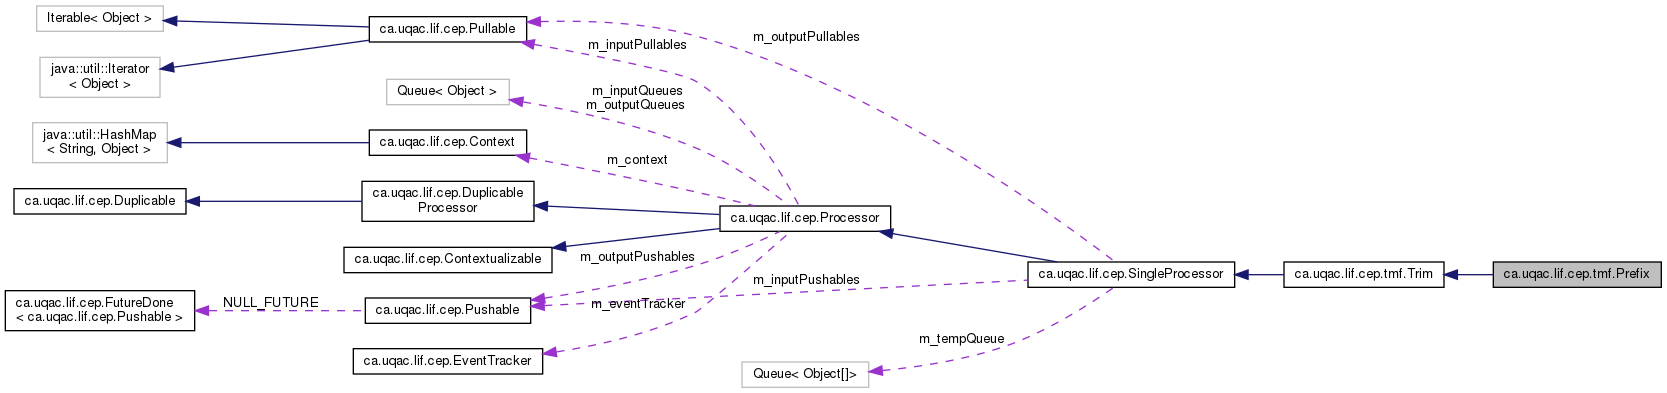 Iterable< Object >
ca.uqac.lif.cep.Pullable
m_outputPullables
m_inputPullables
java::util::Iterator
< Object >
Queue< Object >
m_inputQueues
m_outputQueues
java::util::HashMap
< String, Object >
ca.uqac.lif.cep.Context
m_context
ca.uqac.lif.cep.Duplicable
ca.uqac.lif.cep.Duplicable
Processor
ca.uqac.lif.cep.Processor
ca.uqac.lif.cep.Contextualizable
m_outputPushables
ca.uqac.lif.cep.SingleProcessor
ca.uqac.lif.cep.tmf.Trim
ca.uqac.lif.cep.tmf.Prefix
m_inputPushables
ca.uqac.lif.cep.FutureDone
< ca.uqac.lif.cep.Pushable >
NULL_FUTURE
ca.uqac.lif.cep.Pushable
m_eventTracker
m_tempQueue
ca.uqac.lif.cep.EventTracker
Queue< Object[]>